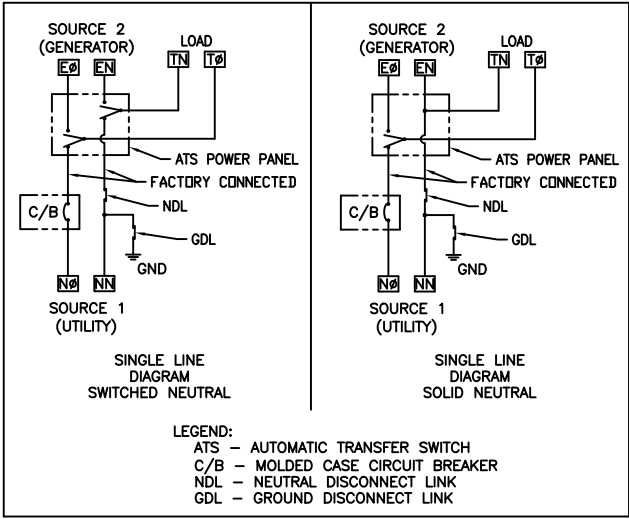 SOURCE 2
(GENERATOR)
LOAD
EØ
EN
TN
TØ
ATS POWER PANEL
FACTORY CONNECTED
C/B
NDL
GDL
GND
NØ
NN
SOURCE 1
(UTILITY)
SINGLE LINE
DIAGRAM
SWITCHED NEUTRAL
SOURCE 2
(GENERATOR)
LOAD
EØ
EN
TN
TØ
ATS POWER PANEL
FACTORY CONNECTED
C/B
NDL
GDL
GND
NØ
NN
SOURCE 1
(UTILITY)
SINGLE LINE
DIAGRAM
SOLID NEUTRAL
LEGEND:
ATS – AUTOMATIC TRANSFER SWITCH
C/B – MOLDED CASE CIRCUIT BREAKER
NDL – NEUTRAL DISCONNECT LINK
GDL – GROUND DISCONNECT LINK